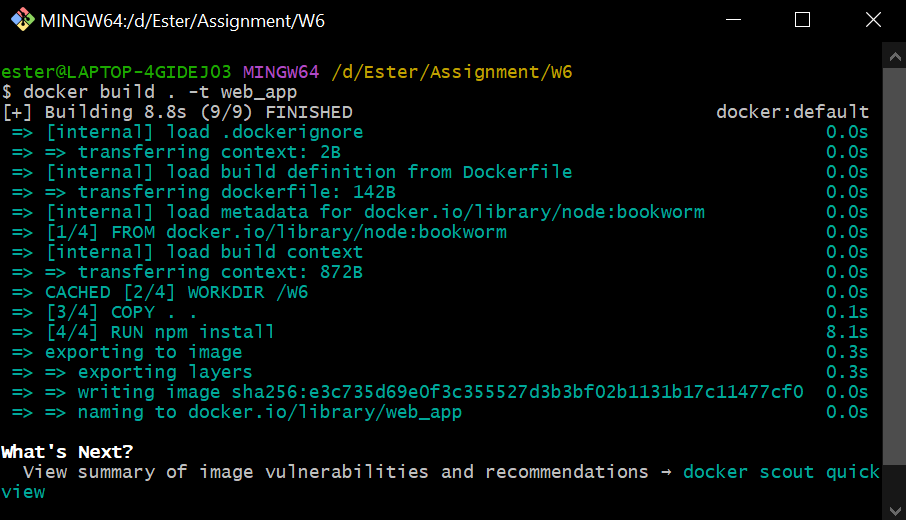 MINGW64:/d/Ester/Assignment/W6
ester@LAPTOP-4GIDEJO3 MINGW64 /d/Ester/Assignment/W6
$ docker build . -t web_app
[+] Building 8.8s (9/9) FINISHED docker:default
=> [internal] load .dockerignore 0.0s
=> => transferring context: 2B 0.0s
=> [internal] load build definition from Dockerfile 0.0s
=> => transferring dockerfile: 142B 0.0s
=> [internal] load metadata for docker.io/library/node:bookworm 0.0s
=> [1/4] FROM docker.io/library/node:bookworm 0.0s
=> [internal] load build context 0.0s
=> => transferring context: 872B 0.0s
=> CACHED [2/4] WORKDIR /W6 0.0s
=> [3/4] COPY . . 0.1s
=> [4/4] RUN npm install 8.1s
=> exporting to image 0.3s
=> => exporting layers 0.3s
=> => writing image sha256:e3c735d69e0f3c355527d3b3bf02b1131b17c11477cf0 0.0s
=> => naming to docker.io/library/web_app 0.0s
What's Next?
View summary of image vulnerabilities and recommendations → docker scout quick
view